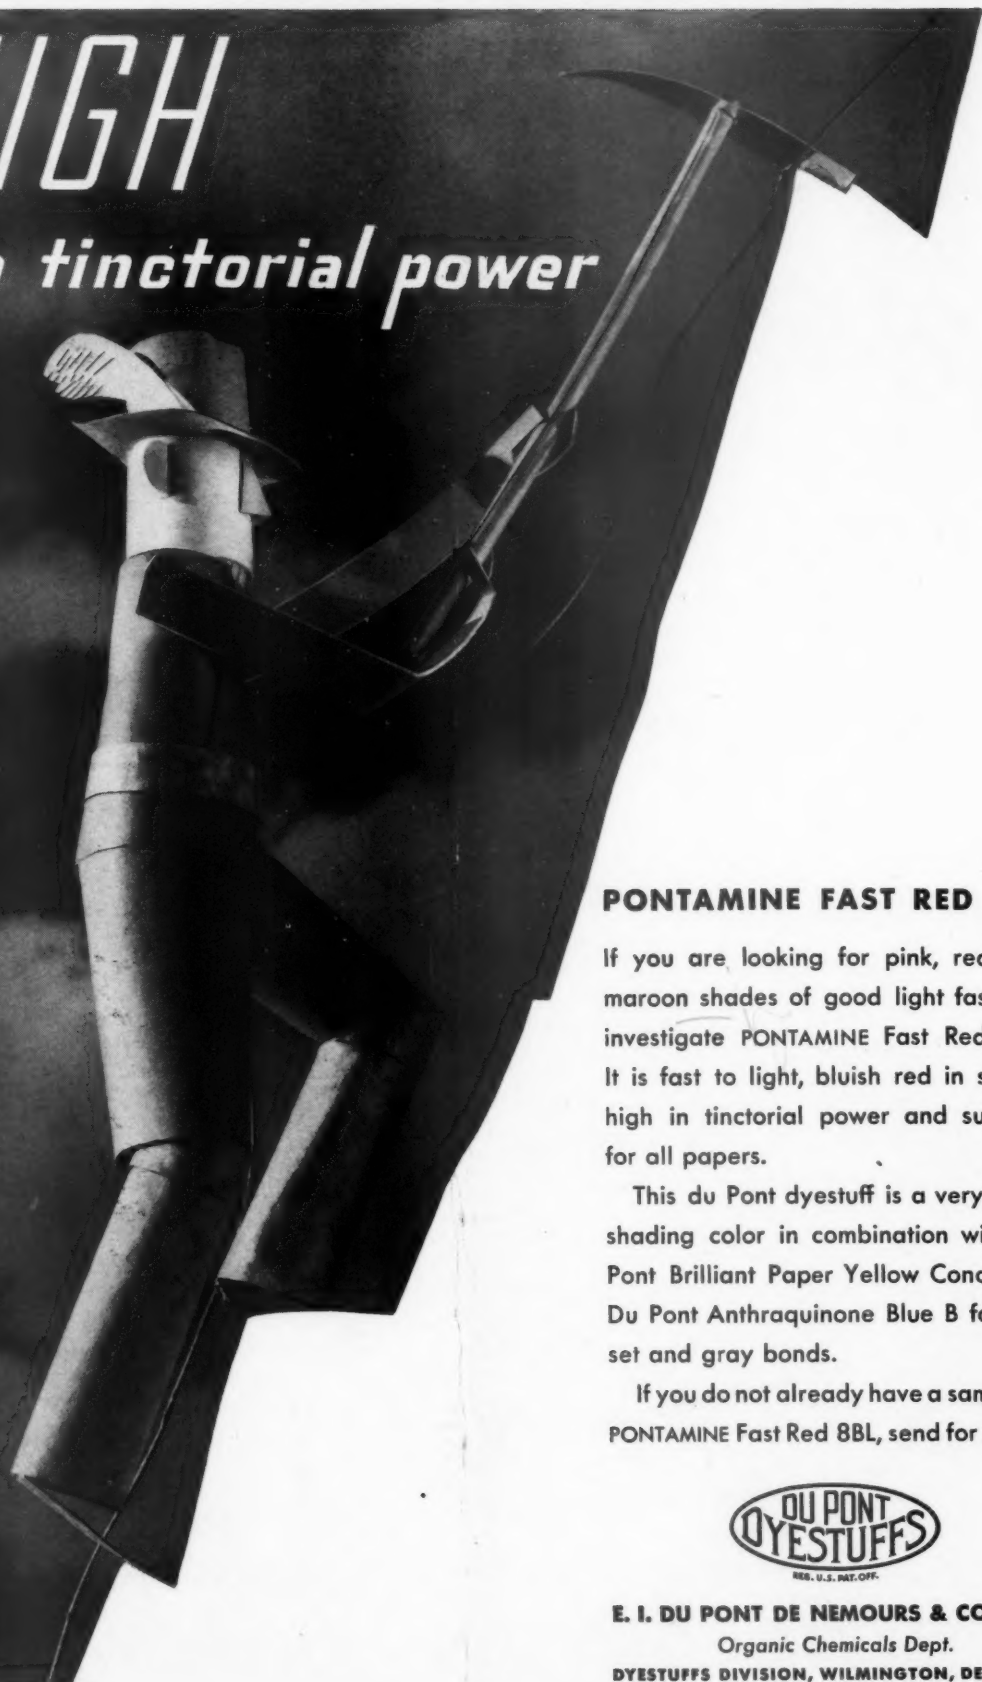 IGH
tinctorial power
PONTAMINE FAST RED
If you are looking for pink, red
maroon shades of good light fas
investigate PONTAMINE Fast Red
It is fast to light, bluish red in s
high in tinctorial power and su
for all papers.
This du Pont dyestuff is a very
shading color in combination wi
Pont Brilliant Paper Yellow Conc
Du Pont Anthraquinone Blue B fo
set and gray bonds.
If you do not already have a sam
PONTAMINE Fast Red 8BL, send for
DU PONT
DYESTUFFS
REG. U.S. PAT. OFF.
E. I. DU PONT DE NEMOURS & CO
Organic Chemicals Dept.
DYESTUFFS DIVISION, WILMINGTON, DE